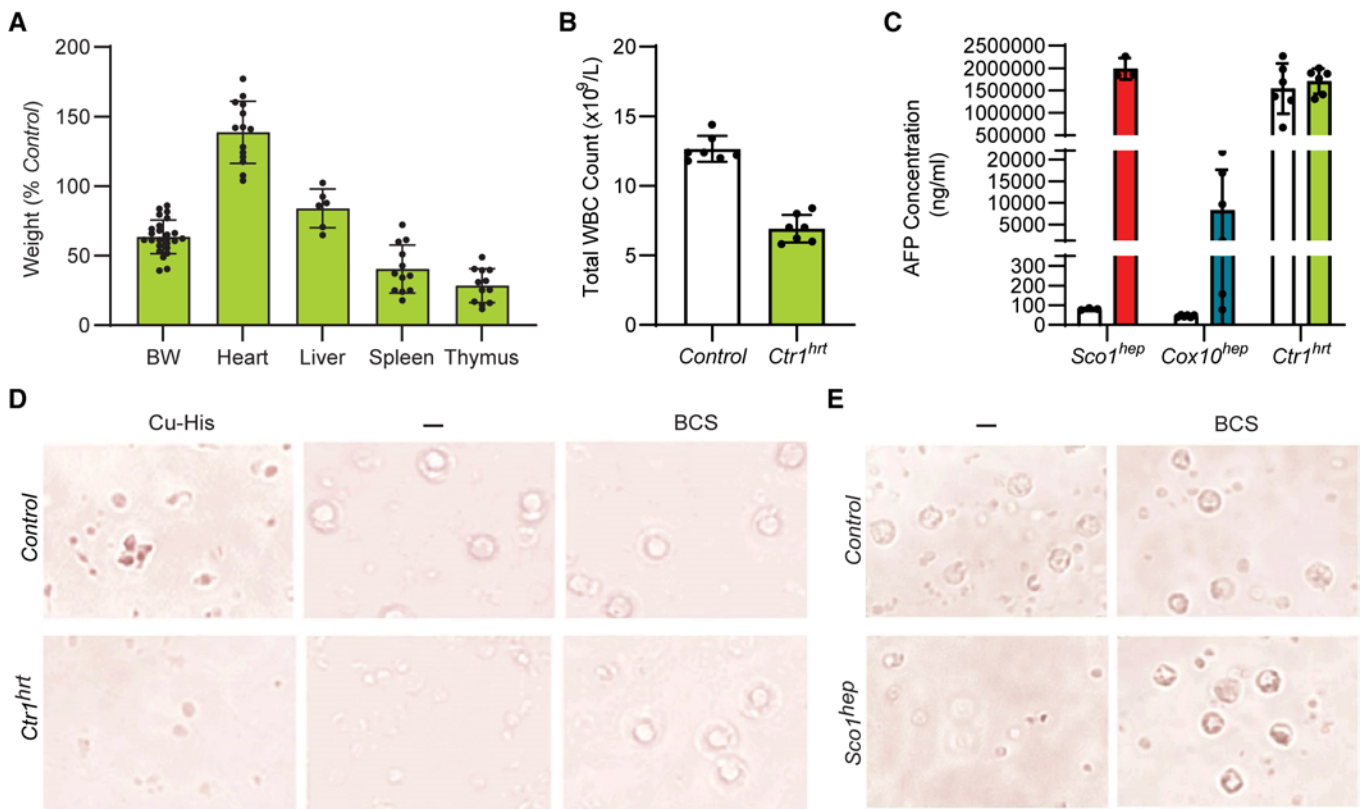 A
Weight (% Control)
200
150
100
50
0
BW Heart Liver Spleen Thymus
B
Total WBC Count (x10⁹/L)
20
15
10
5
0
Control Ctr1ʰʳᵗ
C
AFP Concentration
(ng/ml)
2500000
2000000
1500000
1000000
500000
20000
15000
10000
5000
300
200
100
0
Sco1ʰᵉᵖ Cox10ʰᵉᵖ Ctr1ʰʳᵗ
D
Cu-His – BCS
Control
Ctr1ʰʳᵗ
E
– BCS
Control
Sco1ʰᵉᵖ